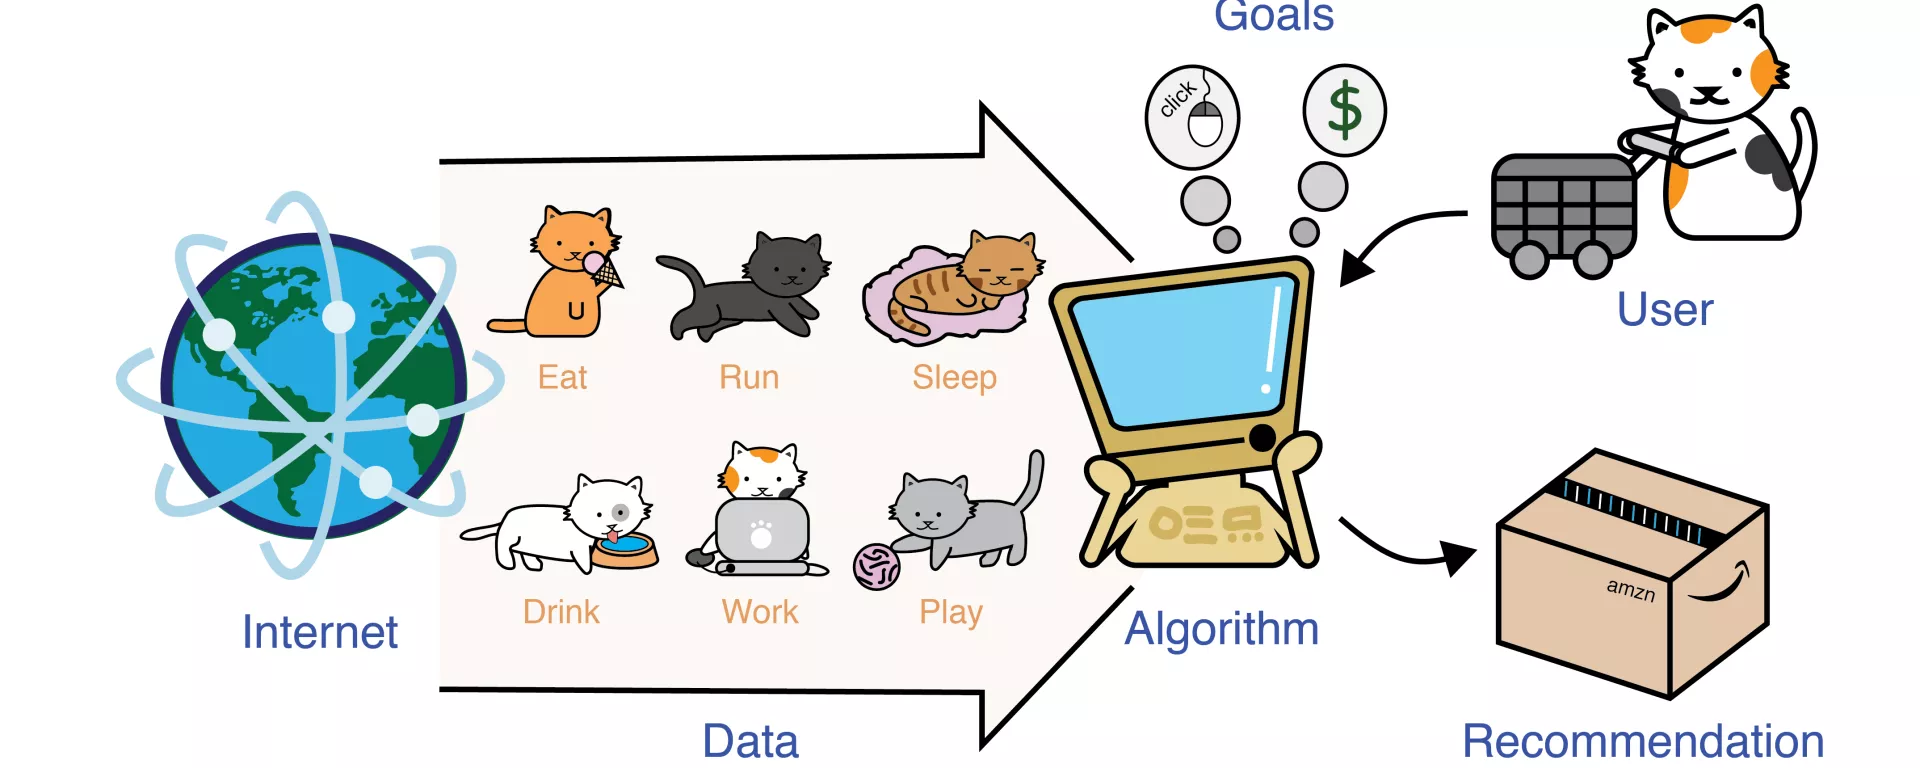 Goals
click
$
User
Eat
Run
Sleep
Drink
Work
Play
Internet
Algorithm
amzn
Data
Recommendation